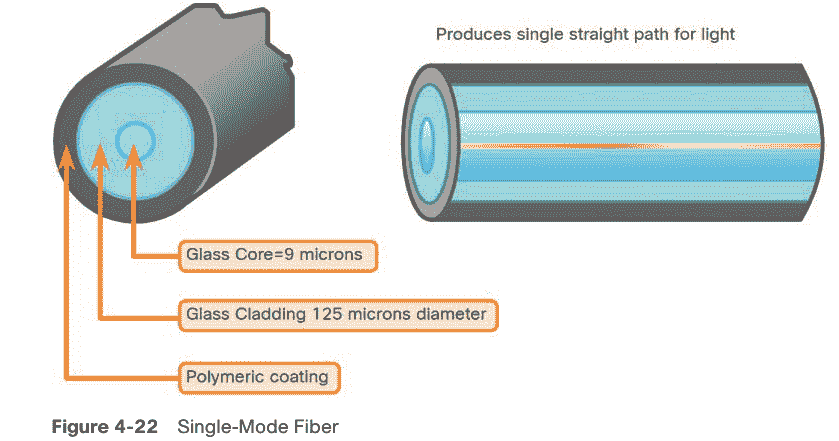 Produces single straight path for light
Glass Core=9 microns
Glass Cladding 125 microns diameter
Polymeric coating
Figure 4-22 Single-Mode Fiber